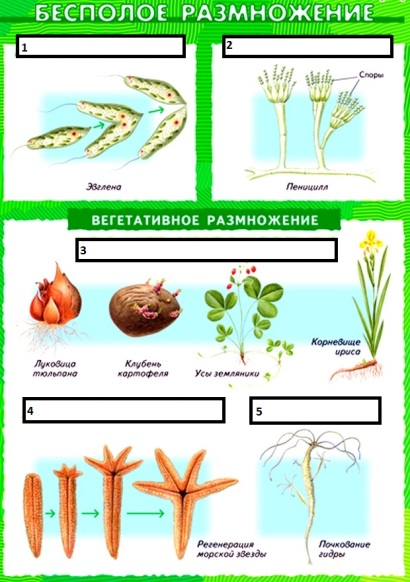 БЕСПОЛОЕ РАЗМНОЖЕНИЕ
1
2
Споры
Эвглена
Пеницилл
ВЕГЕТАТИВНОЕ РАЗМНОЖЕНИЕ
3
Луковица
тюльпана
Клубень
картофеля
Усы земляники
Корневище
ириса
4
5
Регенерация
морской звезды
Почкование
гидры